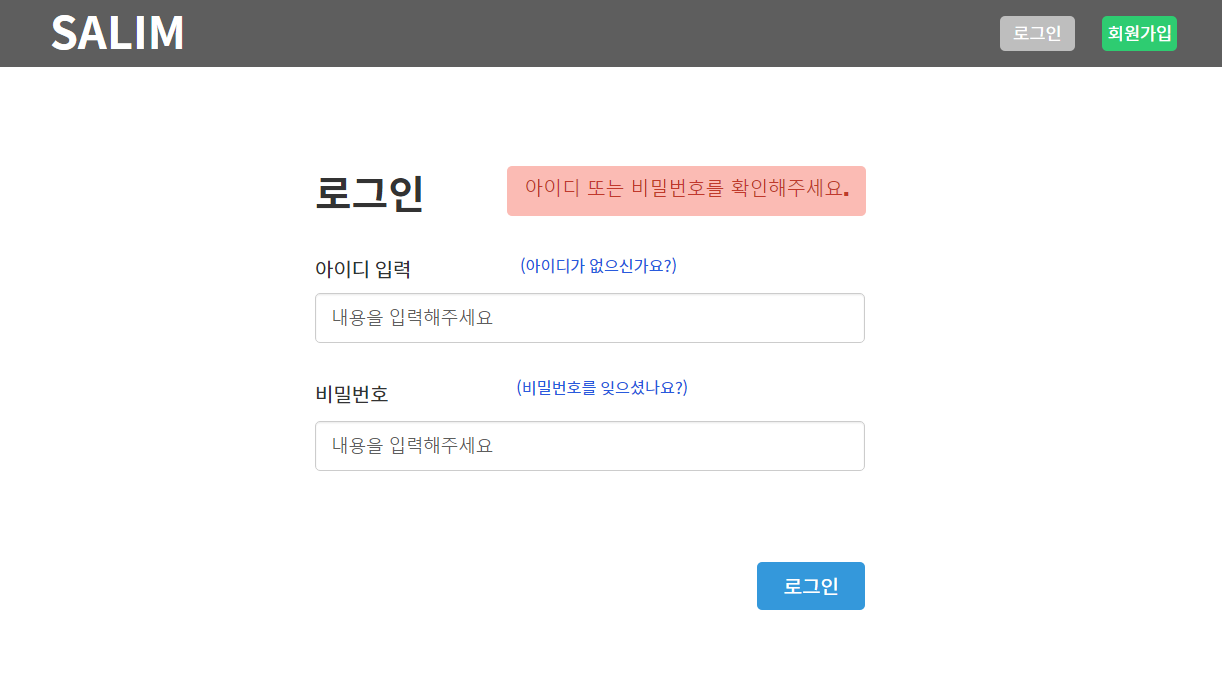 SALIM
로그인
회원가입
로그인
아이디 또는 비밀번호를 확인해주세요.
아이디 입력
(아이디가 없으신가요?)
내용을 입력해주세요
비밀번호
(비밀번호를 잊으셨나요?)
내용을 입력해주세요
로그인